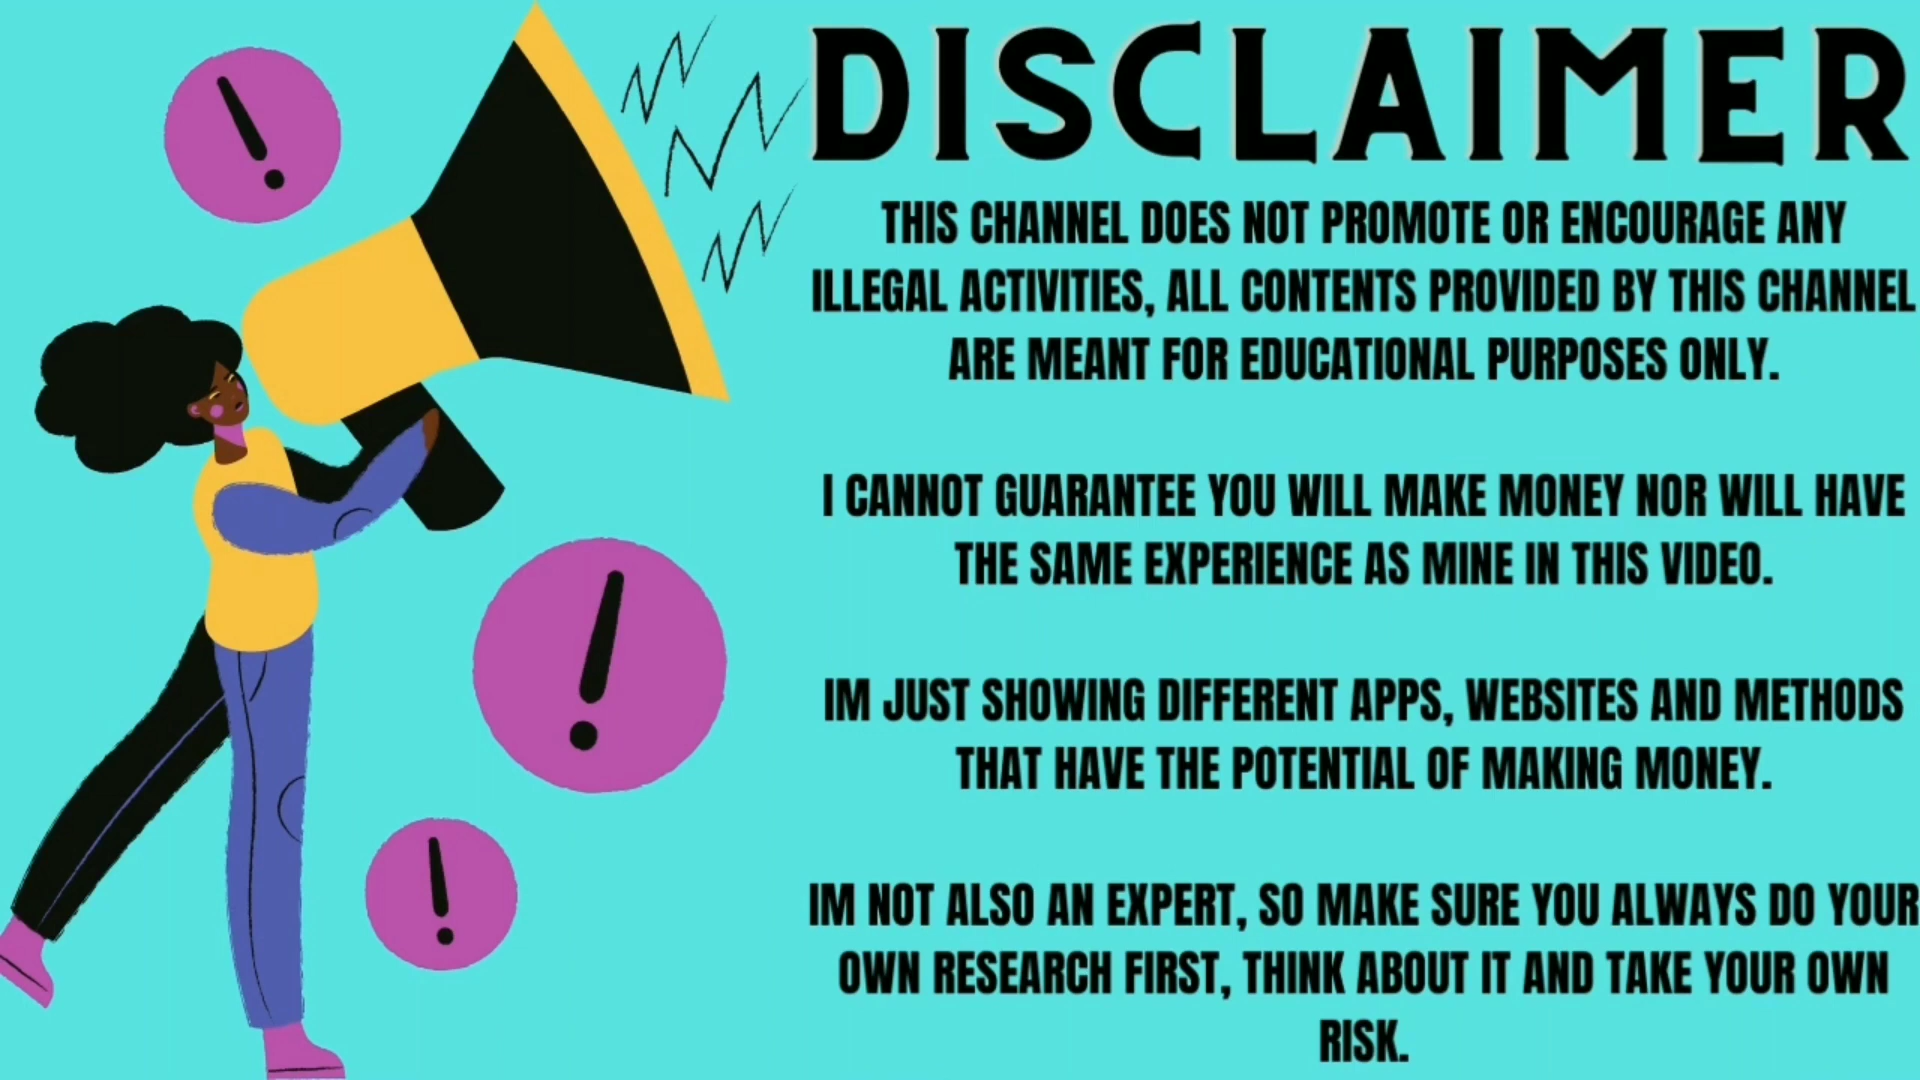 DISCLAIMER
THIS CHANNEL DOES NOT PROMOTE OR ENCOURAGE ANY
ILLEGAL ACTIVITIES, ALL CONTENTS PROVIDED BY THIS CHANNEL
ARE MEANT FOR EDUCATIONAL PURPOSES ONLY.
I CANNOT GUARANTEE YOU WILL MAKE MONEY NOR WILL HAVE
THE SAME EXPERIENCE AS MINE IN THIS VIDEO.
IM JUST SHOWING DIFFERENT APPS, WEBSITES AND METHODS
THAT HAVE THE POTENTIAL OF MAKING MONEY.
IM NOT ALSO AN EXPERT, SO MAKE SURE YOU ALWAYS DO YOUR
OWN RESEARCH FIRST, THINK ABOUT IT AND TAKE YOUR OWN
RISK.